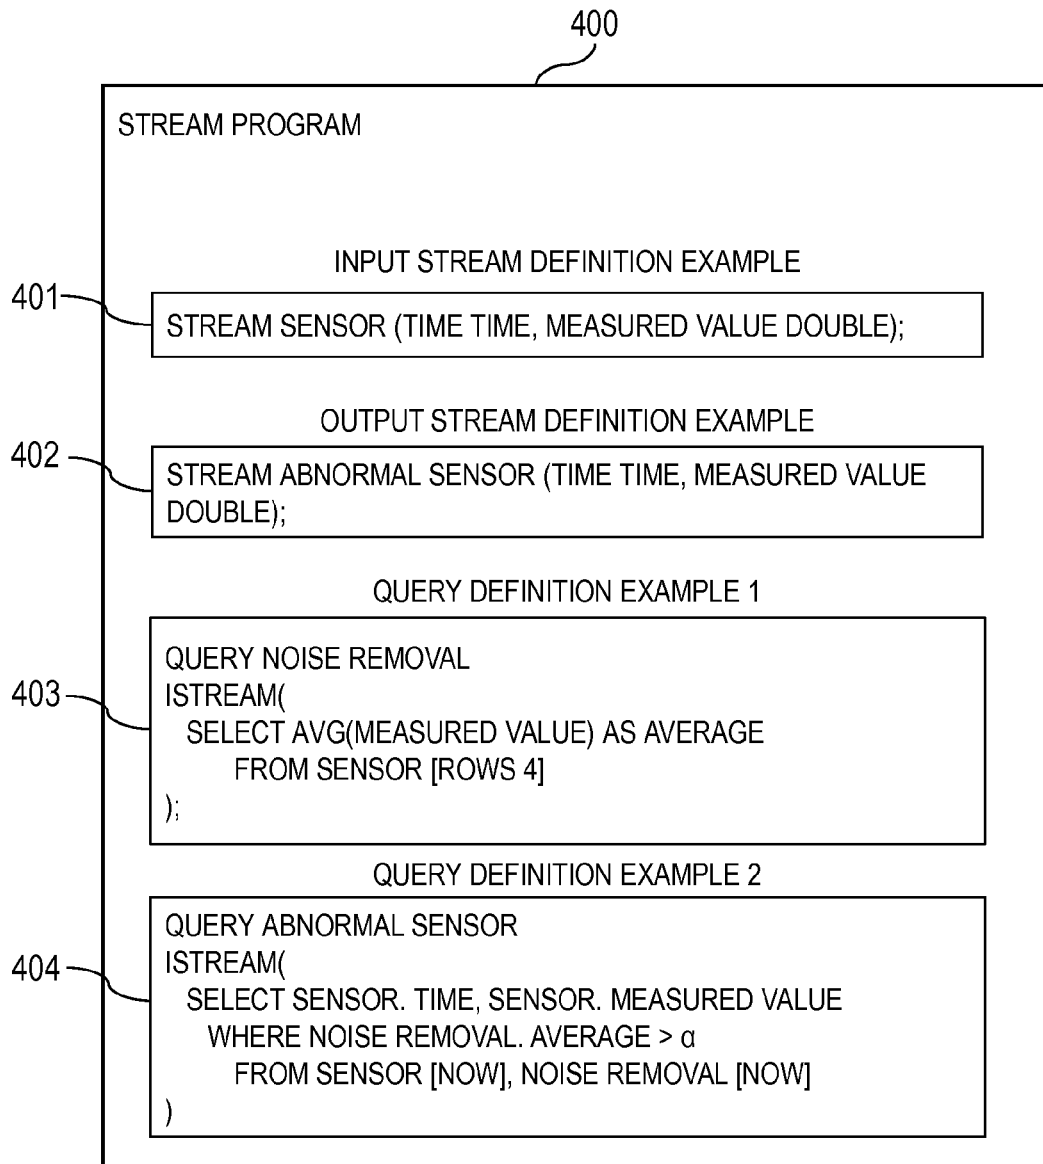 400
STREAM PROGRAM
INPUT STREAM DEFINITION EXAMPLE
401
STREAM SENSOR (TIME TIME, MEASURED VALUE DOUBLE);
OUTPUT STREAM DEFINITION EXAMPLE
402
STREAM ABNORMAL SENSOR (TIME TIME, MEASURED VALUE
DOUBLE);
QUERY DEFINITION EXAMPLE 1
403
QUERY NOISE REMOVAL
ISTREAM(
SELECT AVG(MEASURED VALUE) AS AVERAGE
FROM SENSOR [ROWS 4]
);
QUERY DEFINITION EXAMPLE 2
404
QUERY ABNORMAL SENSOR
ISTREAM(
SELECT SENSOR. TIME, SENSOR. MEASURED VALUE
WHERE NOISE REMOVAL. AVERAGE > α
FROM SENSOR [NOW], NOISE REMOVAL [NOW]
)